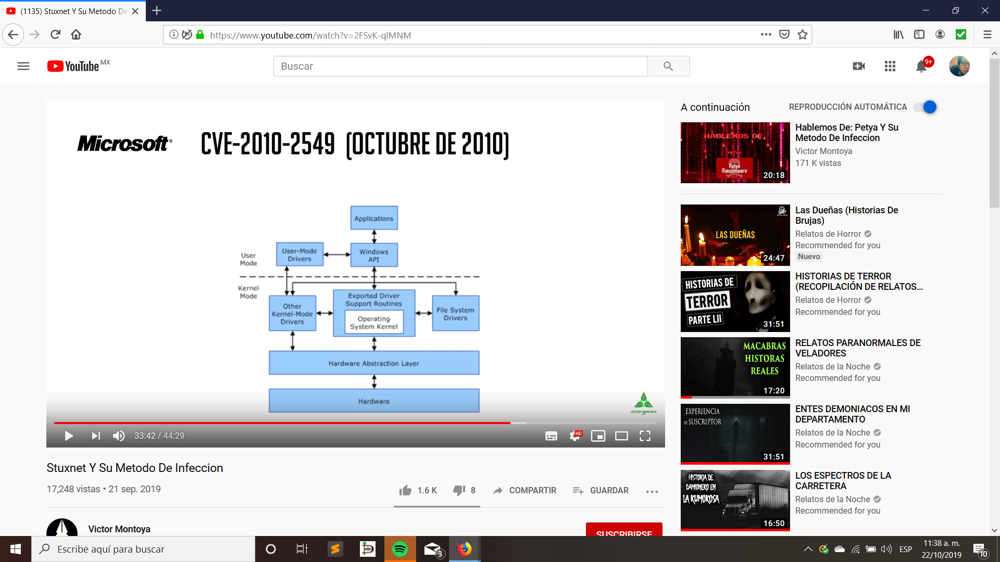 (1135) Stuxnet Y Su Metodo De
https://www.youtube.com/watch?v=2FSvK-qlMNM
YouTube MX
Buscar
9+
Microsoft®
CVE-2010-2549 (OCTUBRE DE 2010)
Applications
User-Mode
Drivers
Windows
API
User
Mode
Kernel
Mode
Other
Kernel-Mode
Drivers
Exported Driver
Support Routines
Operating
System Kernel
File System
Drivers
Hardware Abstraction Layer
Hardware
VICTOR MONTOYA
33:42 / 44:29
HD
Stuxnet Y Su Metodo De Infeccion
17,248 vistas • 21 sep. 2019
1.6 K
8
COMPARTIR
GUARDAR
Victor Montoya
SUSCRIBIRSE
A continuación
REPRODUCCIÓN AUTOMÁTICA
HABLEMOS DE
PETYA
Petya
Ransomware
20:18
Hablemos De: Petya Y Su
Metodo De Infeccion
Victor Montoya
171 K vistas
LAS DUEÑAS
24:47
Las Dueñas (Historias De
Brujas)
Relatos de Horror
Recommended for you
Nuevo
HISTORIAS DE
TERROR
PARTE LII
31:51
HISTORIAS DE TERROR
(RECOPILACIÓN DE RELATOS...
Relatos de Horror
Recommended for you
MACABRAS
HISTORAS
REALES
17:20
RELATOS PARANORMALES DE
VELADORES
Relatos de la Noche
Recommended for you
EXPERIENCIA
DE SUSCRIPTOR
31:51
ENTES DEMONIACOS EN MI
DEPARTAMENTO
Relatos de la Noche
Recommended for you
HISTORIA DE
CAMIONERO EN
LA RUMOROSA
16:50
LOS ESPECTROS DE LA
CARRETERA
Relatos de la Noche
Recommended for you
Escribe aquí para buscar
3
ESP
11:38 a. m.
22/10/2019
10